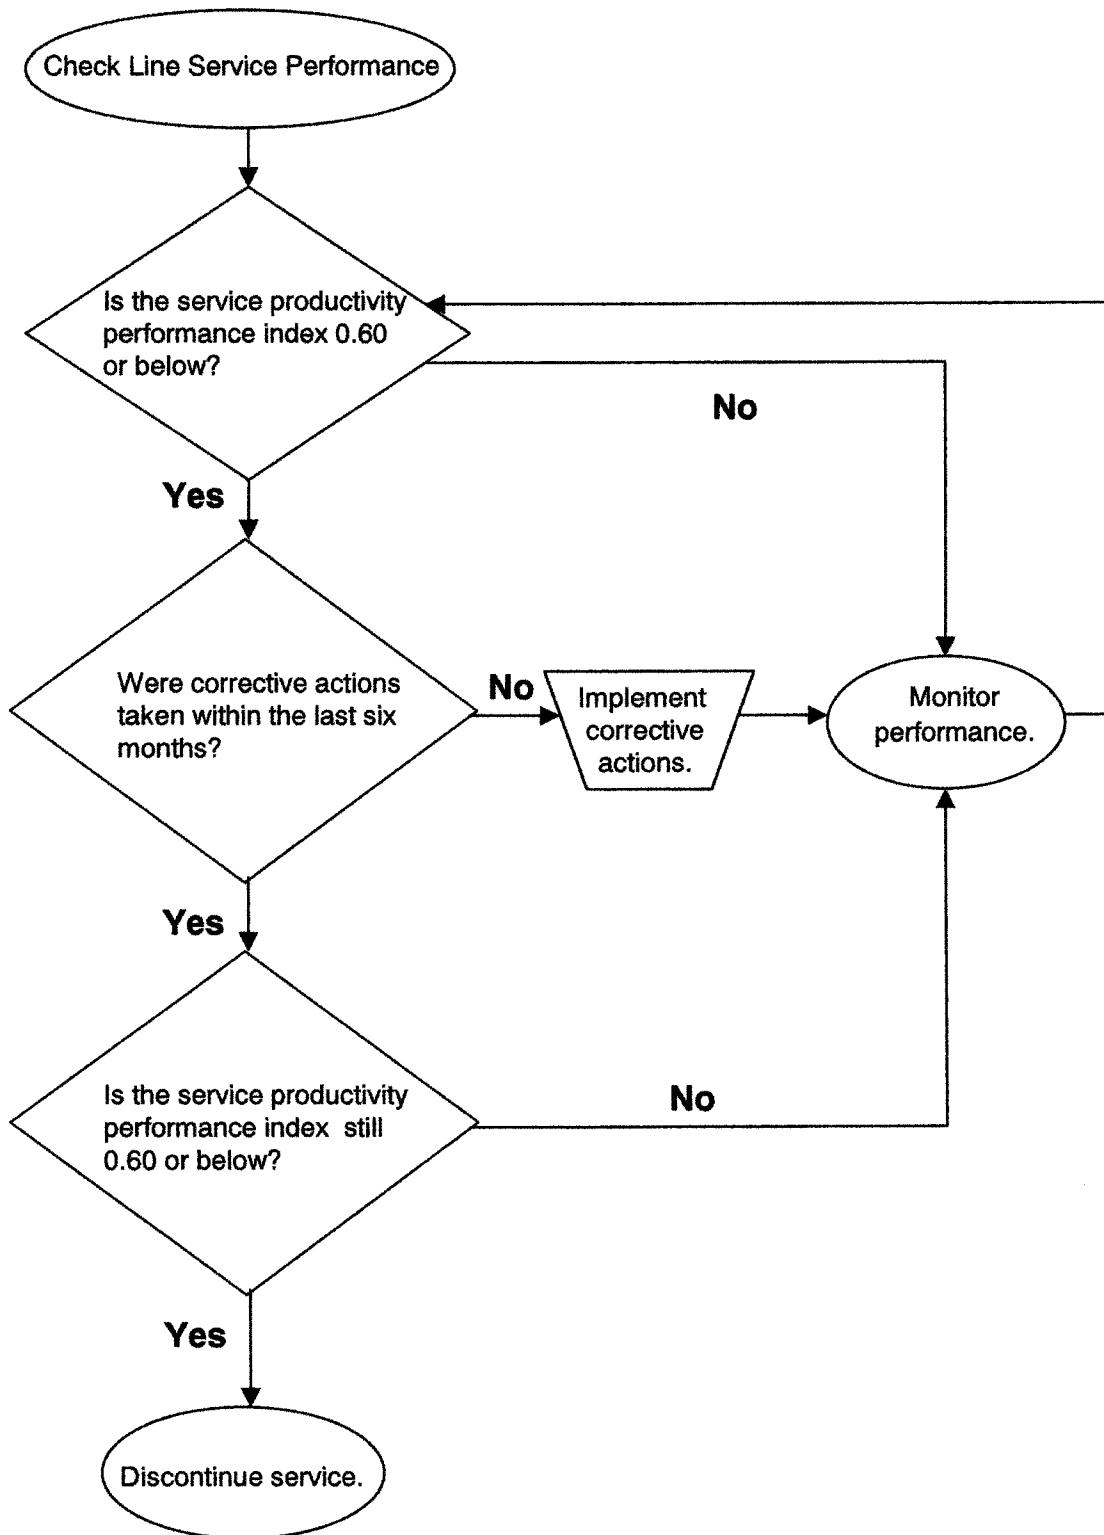 Check Line Service Performance
Is the service productivity
performance index 0.60
or below?
No
Yes
Were corrective actions
taken within the last six
months?
No
Implement
corrective
actions.
Monitor
performance.
Yes
Is the service productivity
performance index still
0.60 or below?
No
Yes
Discontinue service.